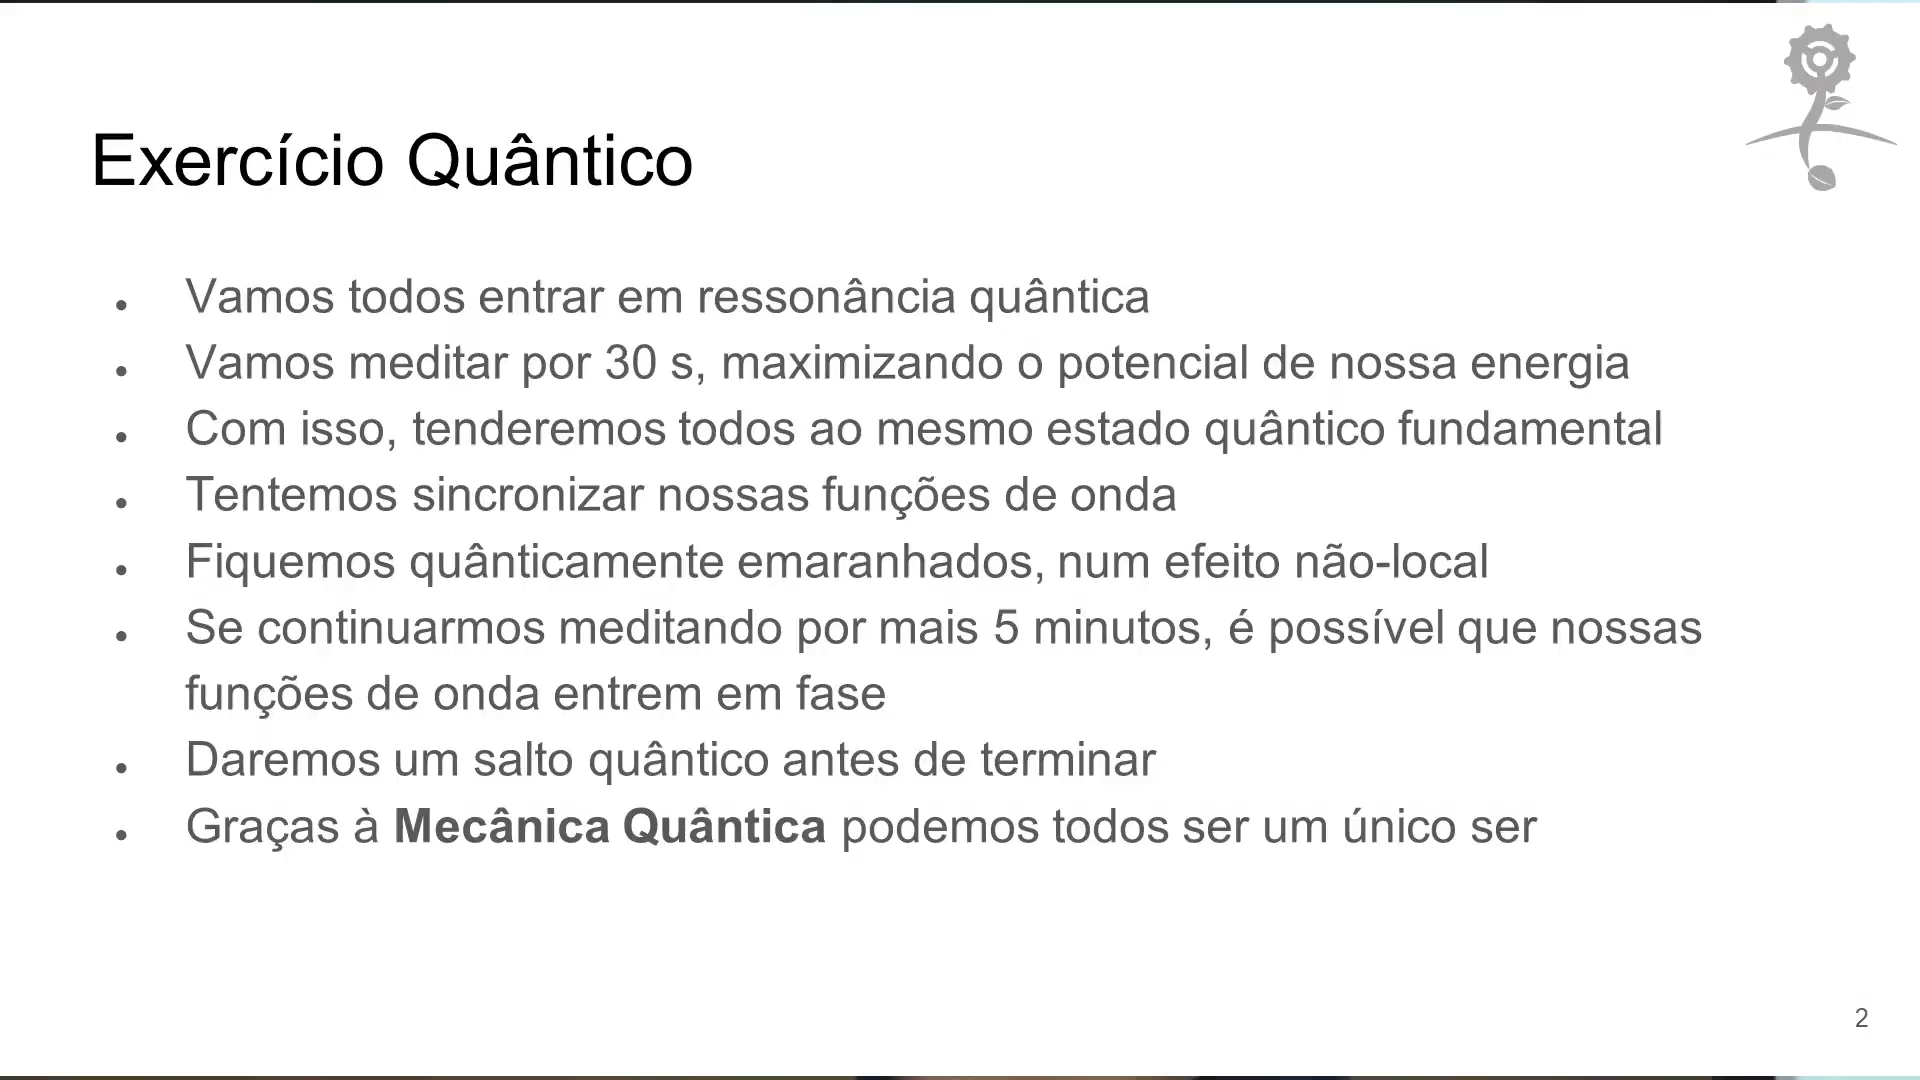 Exercício Quântico
Vamos todos entrar em ressonância quântica
Vamos meditar por 30 s, maximizando o potencial de nossa energia
Com isso, tenderemos todos ao mesmo estado quântico fundamental
Tentemos sincronizar nossas funções de onda
Fiquemos quânticamente emaranhados, num efeito não-local
Se continuarmos meditando por mais 5 minutos, é possível que nossas
funções de onda entrem em fase
Daremos um salto quântico antes de terminar
Graças à Mecânica Quântica podemos todos ser um único ser
2